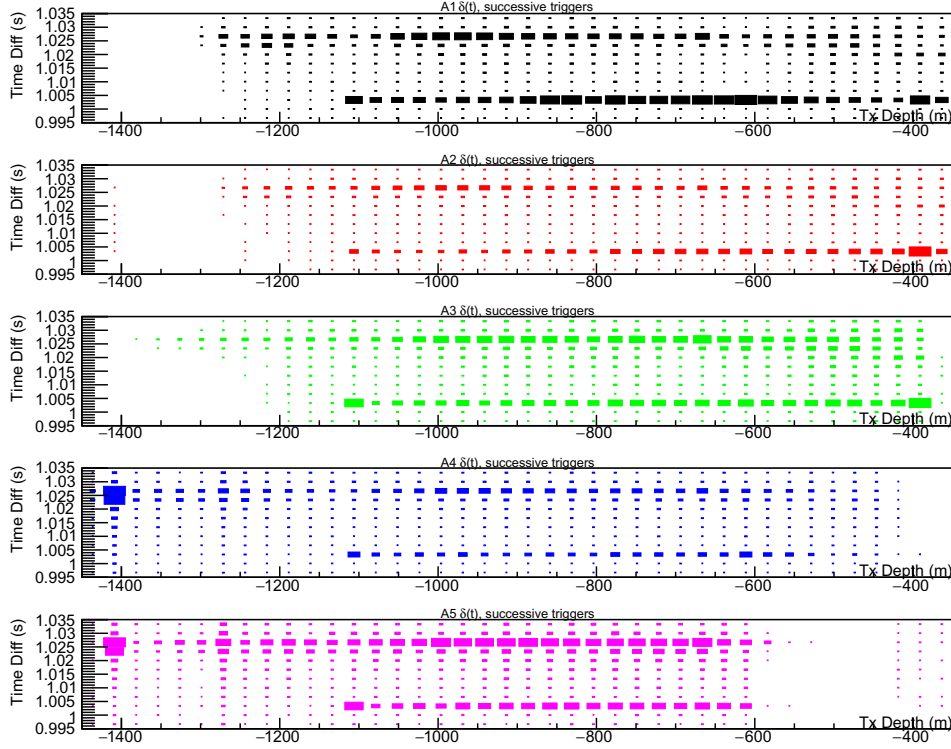 A1 δ(t), successive triggers
Time Diff (s)
1.035
1.03
1.025
1.02
1.015
1.01
1.005
1
0.995
−1400 −1200 −1000 −800 −600 −400
Tx Depth (m)
A2 δ(t), successive triggers
Time Diff (s)
1.035
1.03
1.025
1.02
1.015
1.01
1.005
1
0.995
−1400 −1200 −1000 −800 −600 −400
Tx Depth (m)
A3 δ(t), successive triggers
Time Diff (s)
1.035
1.03
1.025
1.02
1.015
1.01
1.005
1
0.995
−1400 −1200 −1000 −800 −600 −400
Tx Depth (m)
A4 δ(t), successive triggers
Time Diff (s)
1.035
1.03
1.025
1.02
1.015
1.01
1.005
1
0.995
−1400 −1200 −1000 −800 −600 −400
Tx Depth (m)
A5 δ(t), successive triggers
Time Diff (s)
1.035
1.03
1.025
1.02
1.015
1.01
1.005
1
0.995
−1400 −1200 −1000 −800 −600 −400
Tx Depth (m)